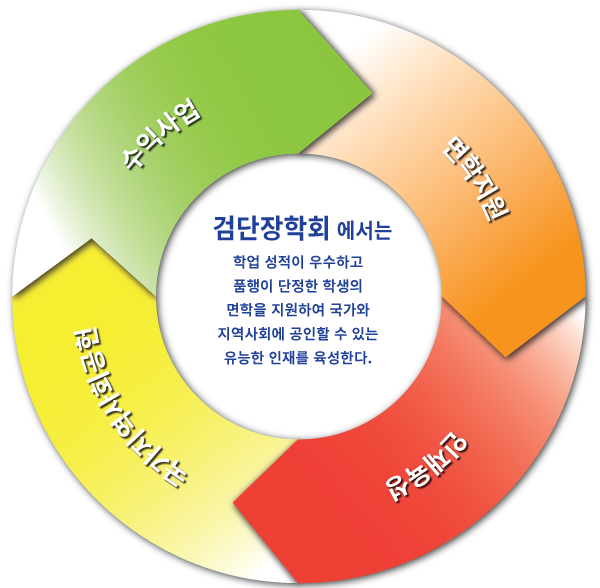 수익사업
면학지원
검단장학회 에서는
학업 성적이 우수하고
품행이 단정한 학생의
면학을 지원하여 국가와
지역사회에 공인할 수 있는
유능한 인재를 육성한다.
국가지역사회공헌
인재육성